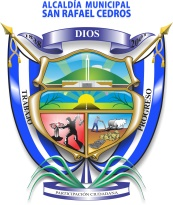 ALCALDÍA MUNICIPAL
SAN RAFAEL CEDROS
DIOS
TRABAJO
PROGRESO
PARTICIPACIÓN CIUDADANA